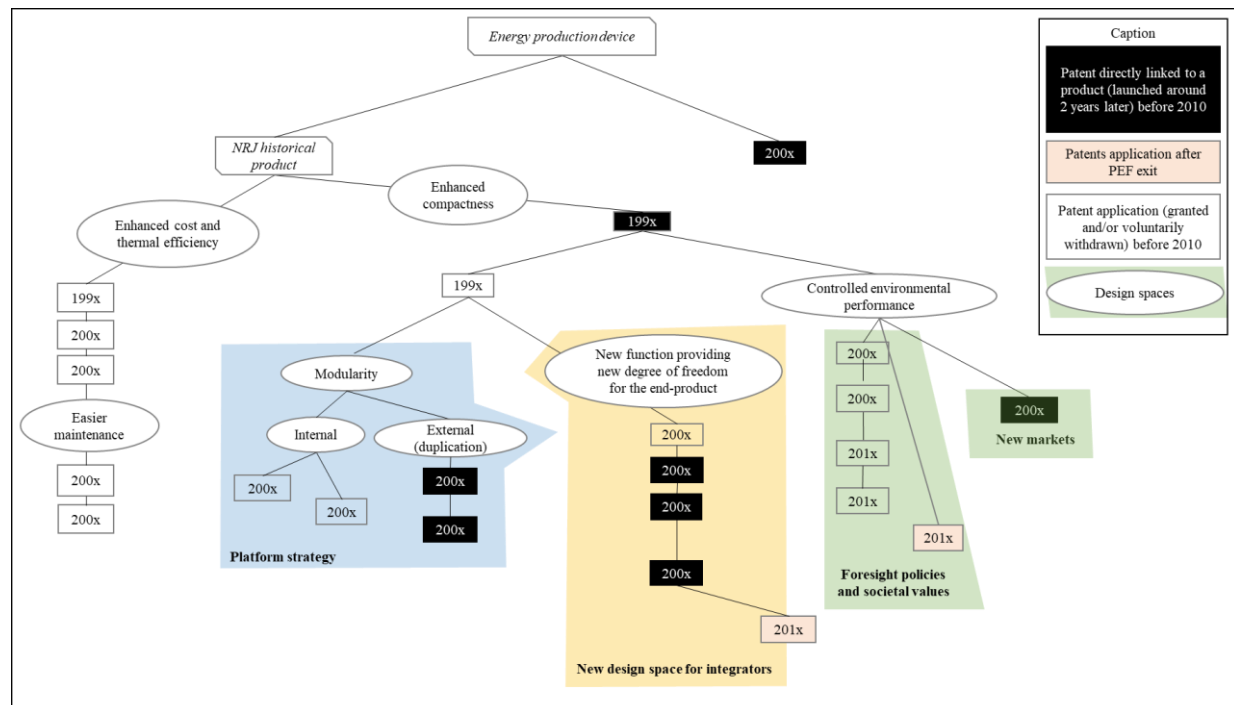 Energy production device
Caption
Patent directly linked to a
product (launched around
2 years later) before 2010
Patents application after
PEF exit
Patent application (granted
and/or voluntarily
withdrawn) before 2010
Design spaces
NRJ historical
product
200x
Enhanced
compactness
Enhanced cost and
thermal efficiency
199x
199x
199x
Controlled environmental
performance
200x
200x
Easier
maintenance
200x
200x
Modularity
Internal
External
(duplication)
200x
200x
200x
200x
Platform strategy
New function providing
new degree of freedom
for the end-product
200x
200x
200x
200x
201x
New design space for integrators
200x
200x
201x
201x
201x
Foresight policies
and societal values
200x
New markets